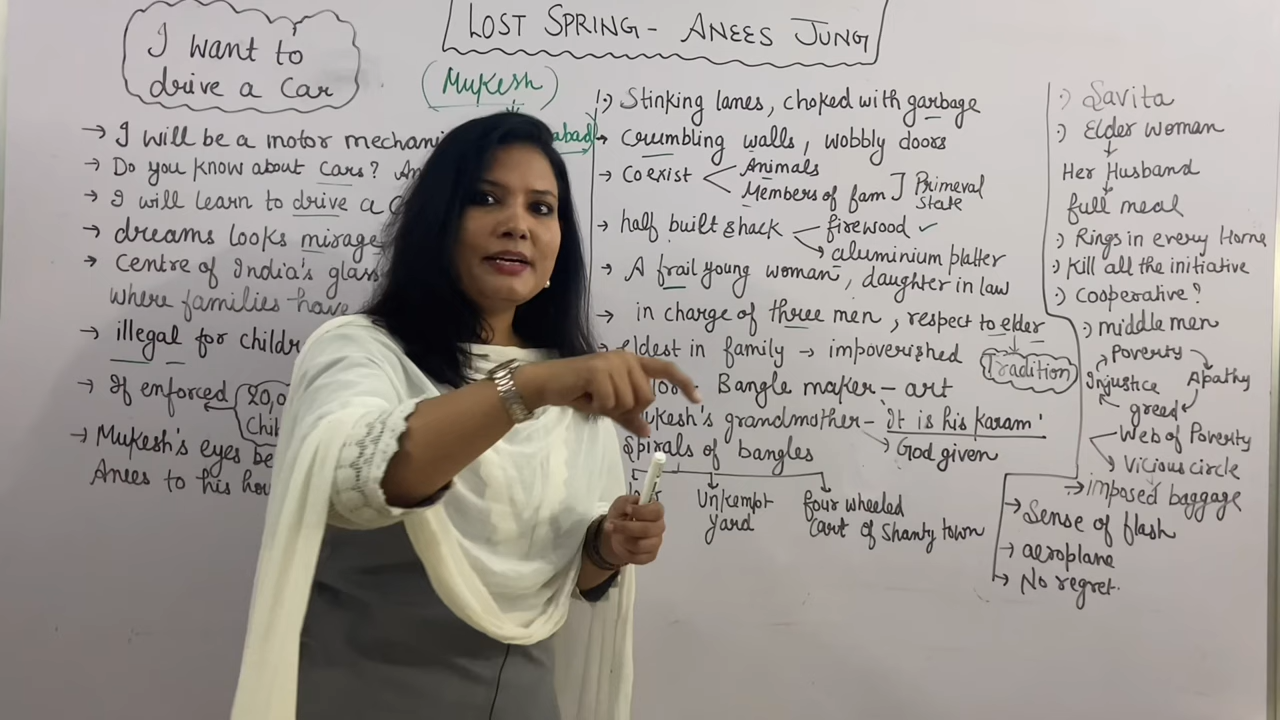 LOST SPRING - ANEES JUNG
I want to
drive a Car
(Mukesh)
→ I will be a motor mechani
→ Do you know about cars?
→ I will learn to drive a
→ dreams looks mirage
→ centre of India's glass
where families have
→ illegal for childr
→ If enforced
→ Mukesh's eyes be
Anees to his hou
:) Stinking lanes, choked with garbage
→ crumbling walls, wobbly doors
→ Coexist
Animals
Members of fam
Primeval
State
→ half built shack
firewood ✓
aluminium platter
→ A frail young woman, daughter in law
→ in charge of three men, respect to elder
Tradition
→ eldest in family → impoverished
Bangle maker - art
Mukesh's grandmother - 'It is his karam'
→ God given
Spirals of bangles
Unkempt
yard
four wheeled
Cart of Shanty town
:) Savita
:) Elder woman
Her Husband
full meal
:) Rings in every Home
:) Kill all the initiative
:) Cooperative?
:) middle men
Poverty
Apathy
greed
Injustice
Web of Poverty
Vicious circle
→ imposed baggage
→ Sense of flash
→ aeroplane
→ No regret.